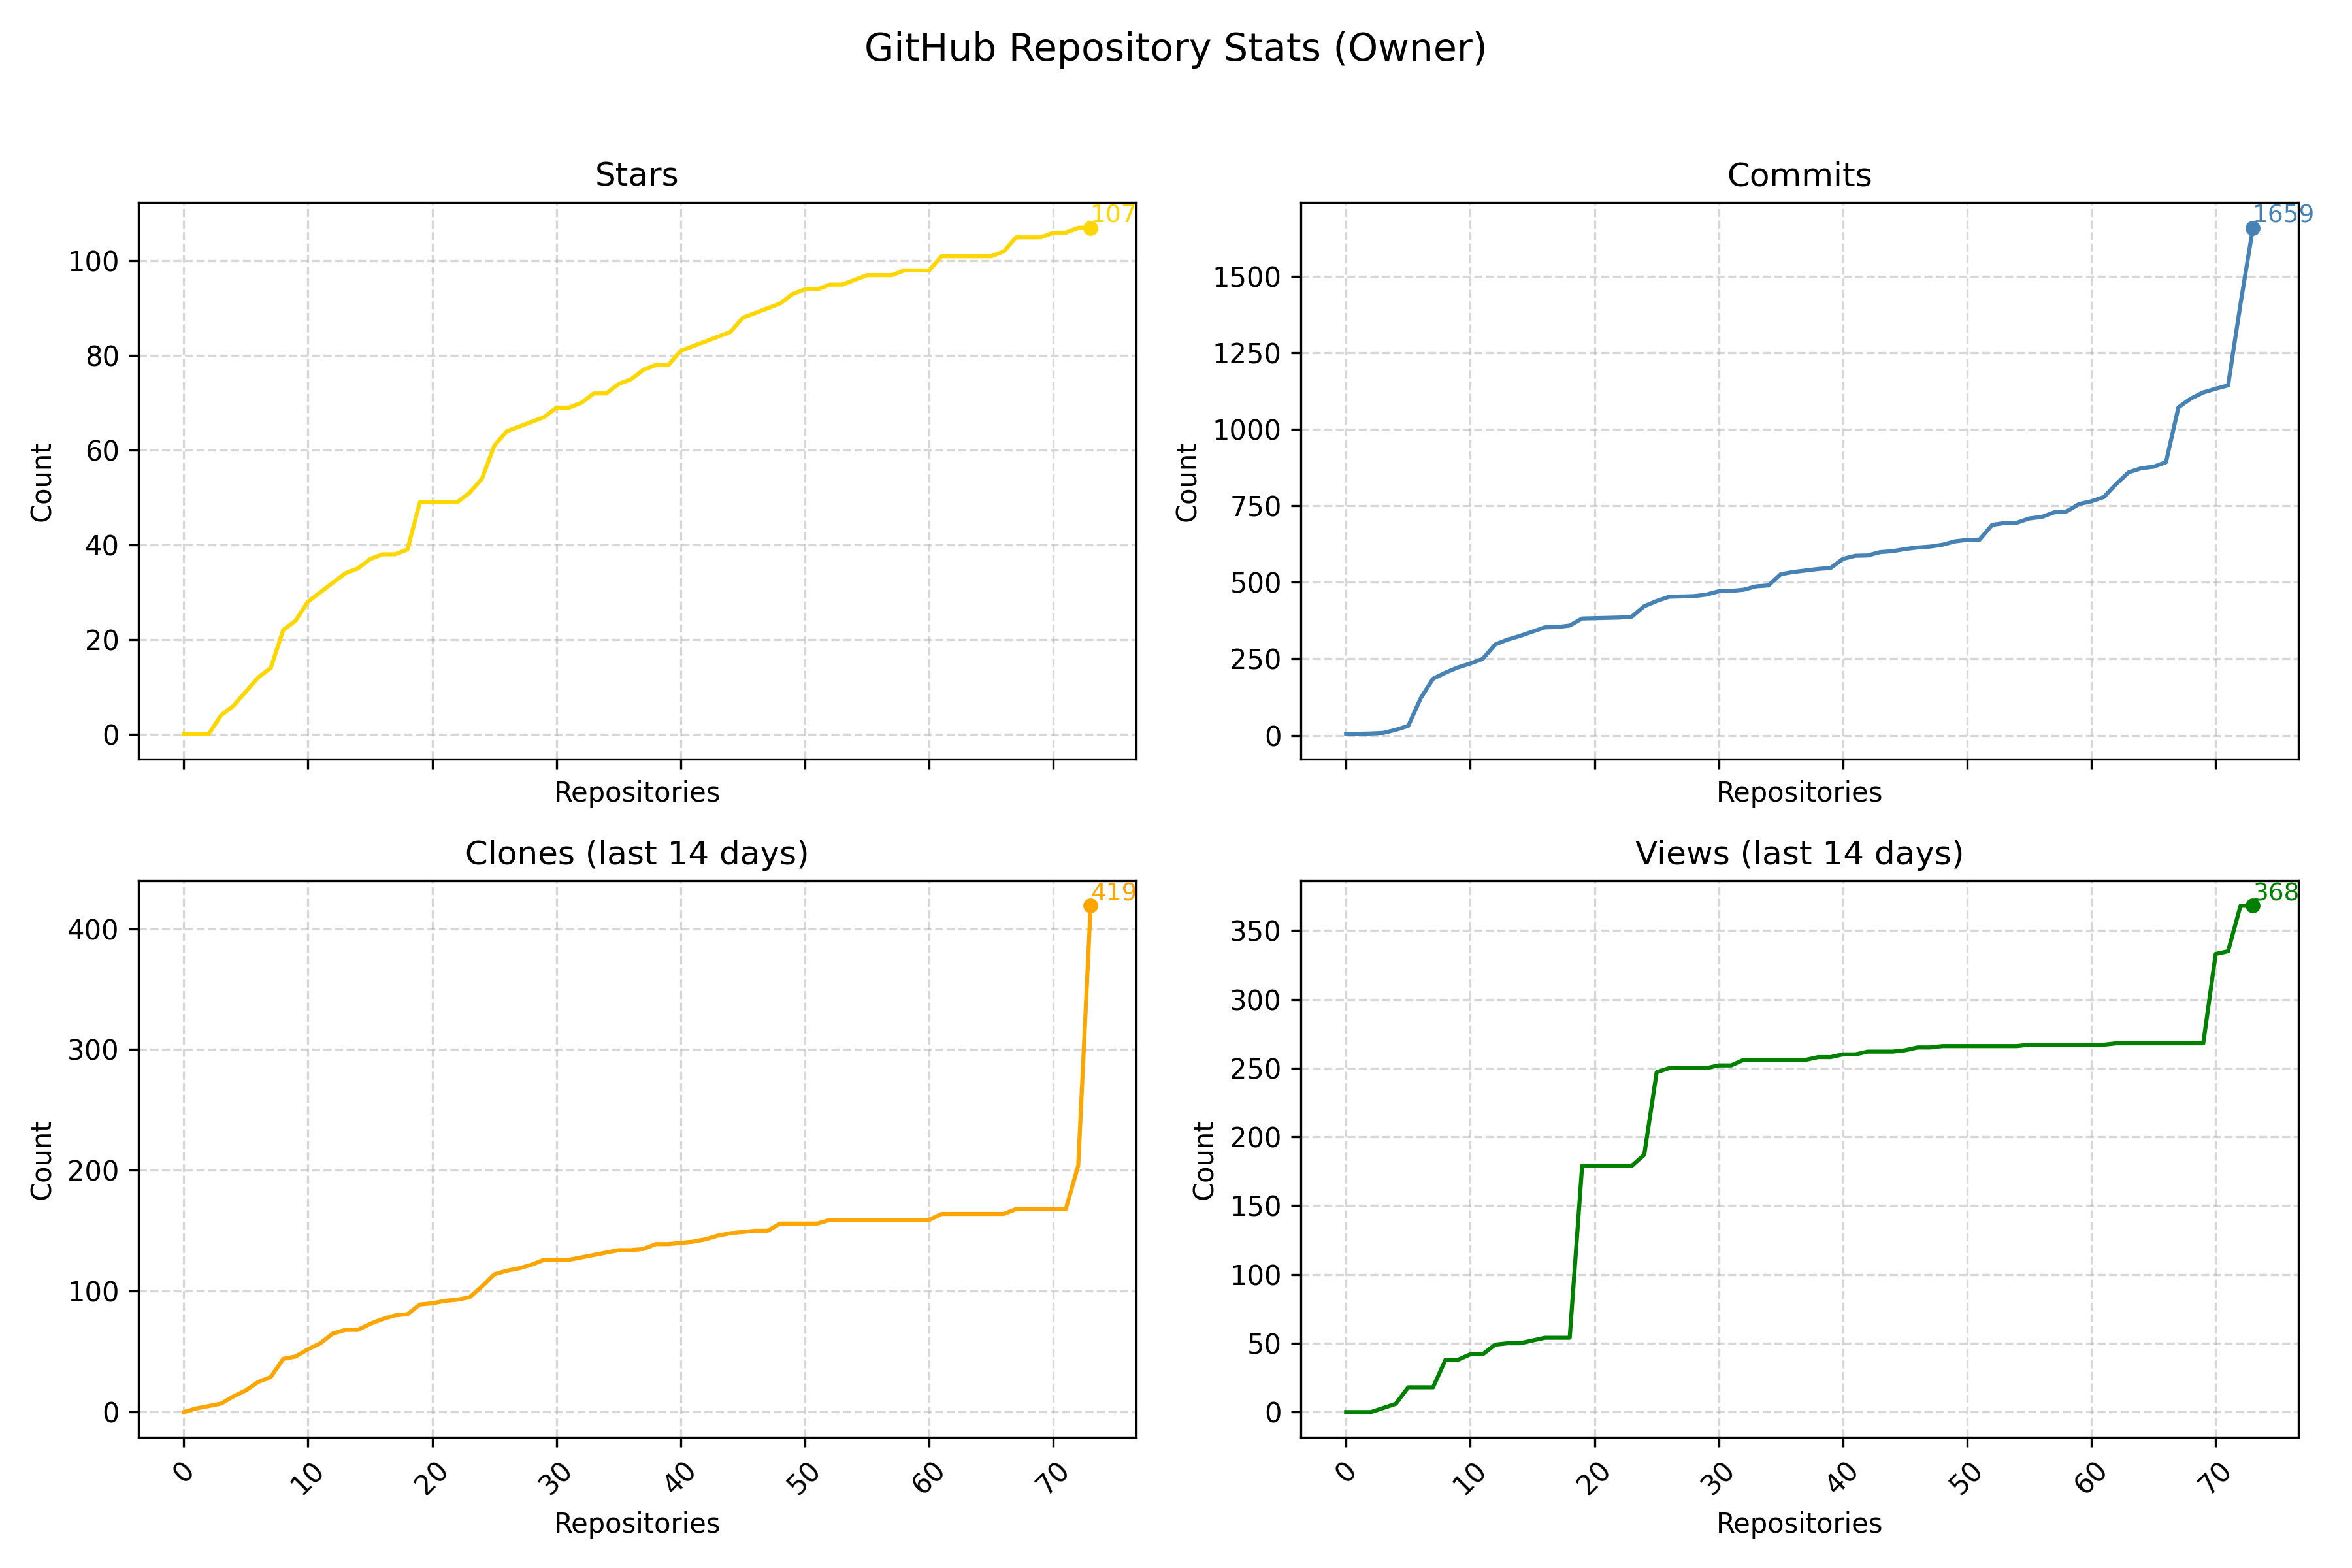 GitHub Repository Stats (Owner)
Stars
107
100
80
60
40
20
0
Count
Repositories
Commits
1659
1500
1250
1000
750
500
250
0
Count
Repositories
Clones (last 14 days)
419
400
300
200
100
0
Count
0 10 20 30 40 50 60 70
Repositories
Views (last 14 days)
368
350
300
250
200
150
100
50
0
Count
0 10 20 30 40 50 60 70
Repositories